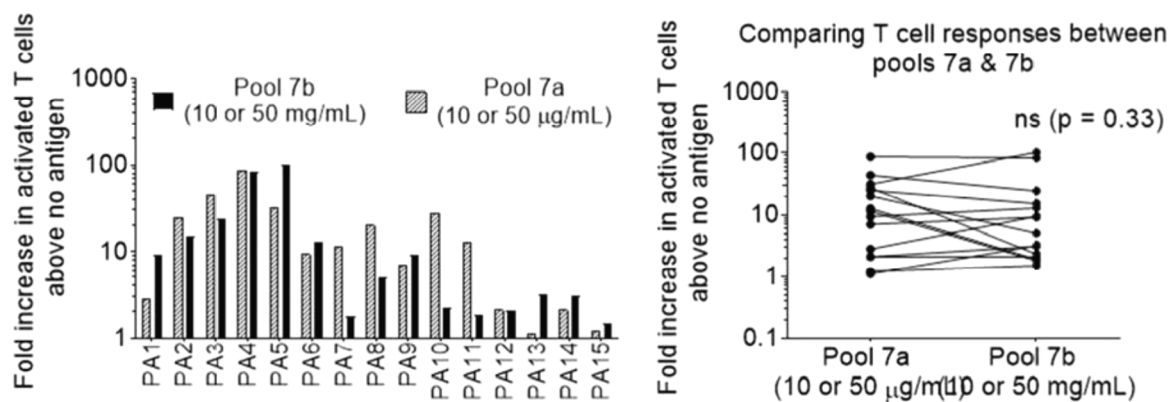 Fold increase in activated T cells
above no antigen
1000
100
10
1
Pool 7b
(10 or 50 mg/mL)
Pool 7a
(10 or 50 µg/mL)
PA1
PA2
PA3
PA4
PA5
PA6
PA7
PA8
PA9
PA10
PA11
PA12
PA13
PA14
PA15
Comparing T cell responses between
pools 7a & 7b
Fold increase in activated T cells
above no antigen
1000
100
10
1
0.1
ns (p = 0.33)
Pool 7a
(10 or 50 µg/mL)
Pool 7b
(10 or 50 mg/mL)